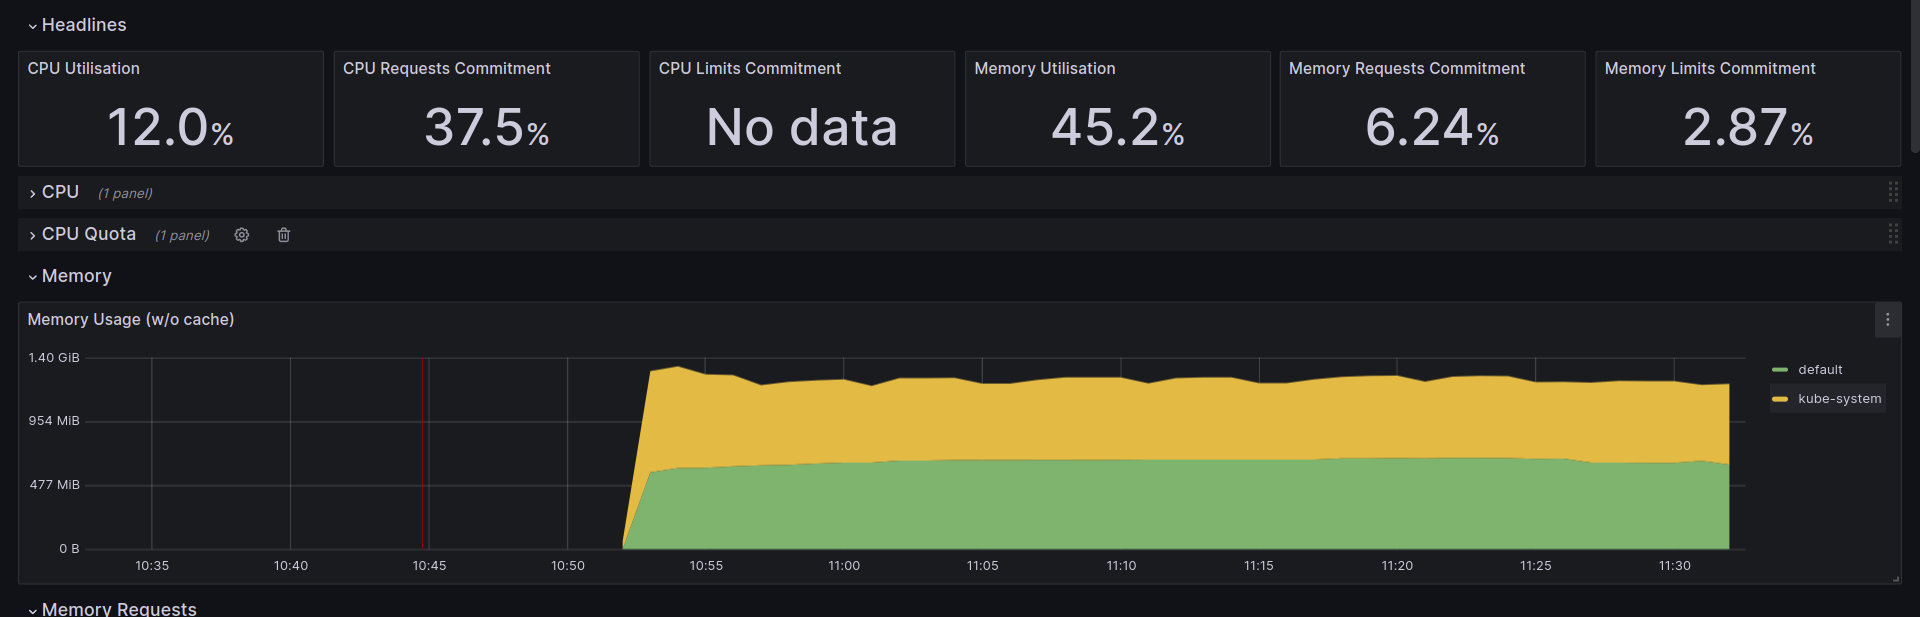 Headlines
CPU Utilisation
12.0%
CPU Requests Commitment
37.5%
CPU Limits Commitment
No data
Memory Utilisation
45.2%
Memory Requests Commitment
6.24%
Memory Limits Commitment
2.87%
CPU (1 panel)
CPU Quota (1 panel)
Memory
Memory Usage (w/o cache)
1.40 GiB
954 MiB
477 MiB
0 B
10:35 10:40 10:45 10:50 10:55 11:00 11:05 11:10 11:15 11:20 11:25 11:30
default
kube-system
Memory Requests